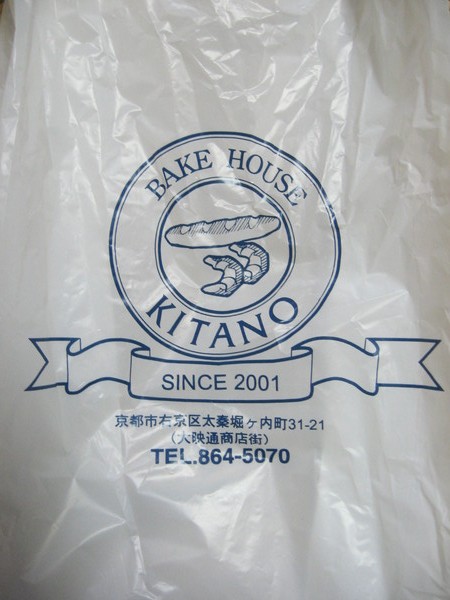 BAKE HOUSE
KITANO
SINCE 2001
京都市右京区太秦堀ヶ内町31-21
(大映通商店街)
TEL.864-5070